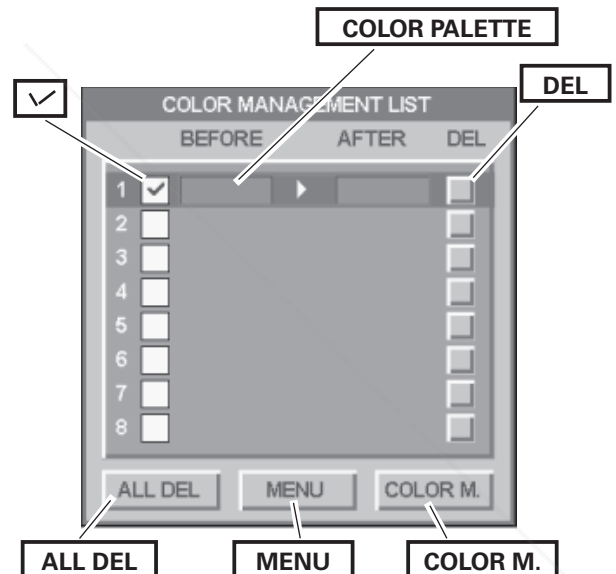 COLOR PALETTE
✓
DEL
COLOR MANAGEMENT LIST
BEFORE AFTER DEL
1
2
3
4
5
6
7
8
ALL DEL MENU COLOR M.
ALL DEL MENU COLOR M.